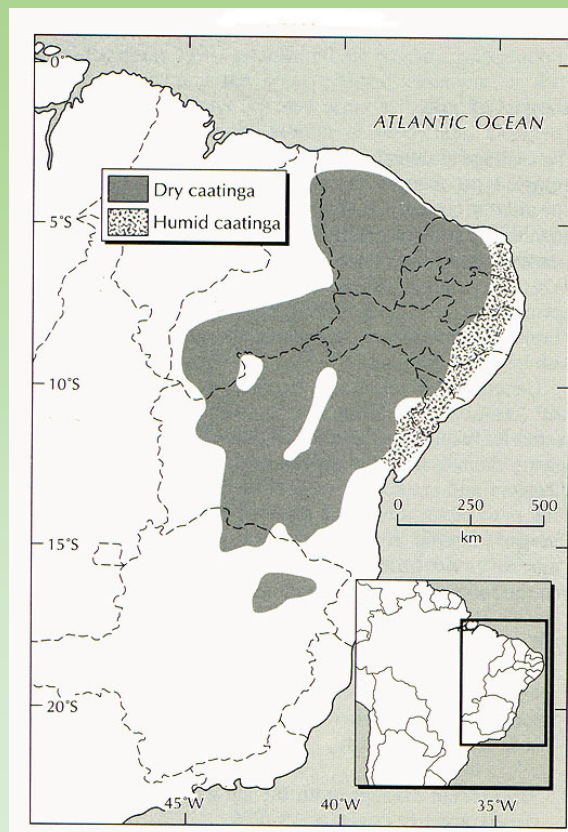 0°
ATLANTIC OCEAN
Dry caatinga
Humid caatinga
5°S
10°S
0 250 500
km
15°S
20°S
45°W 40°W 35°W